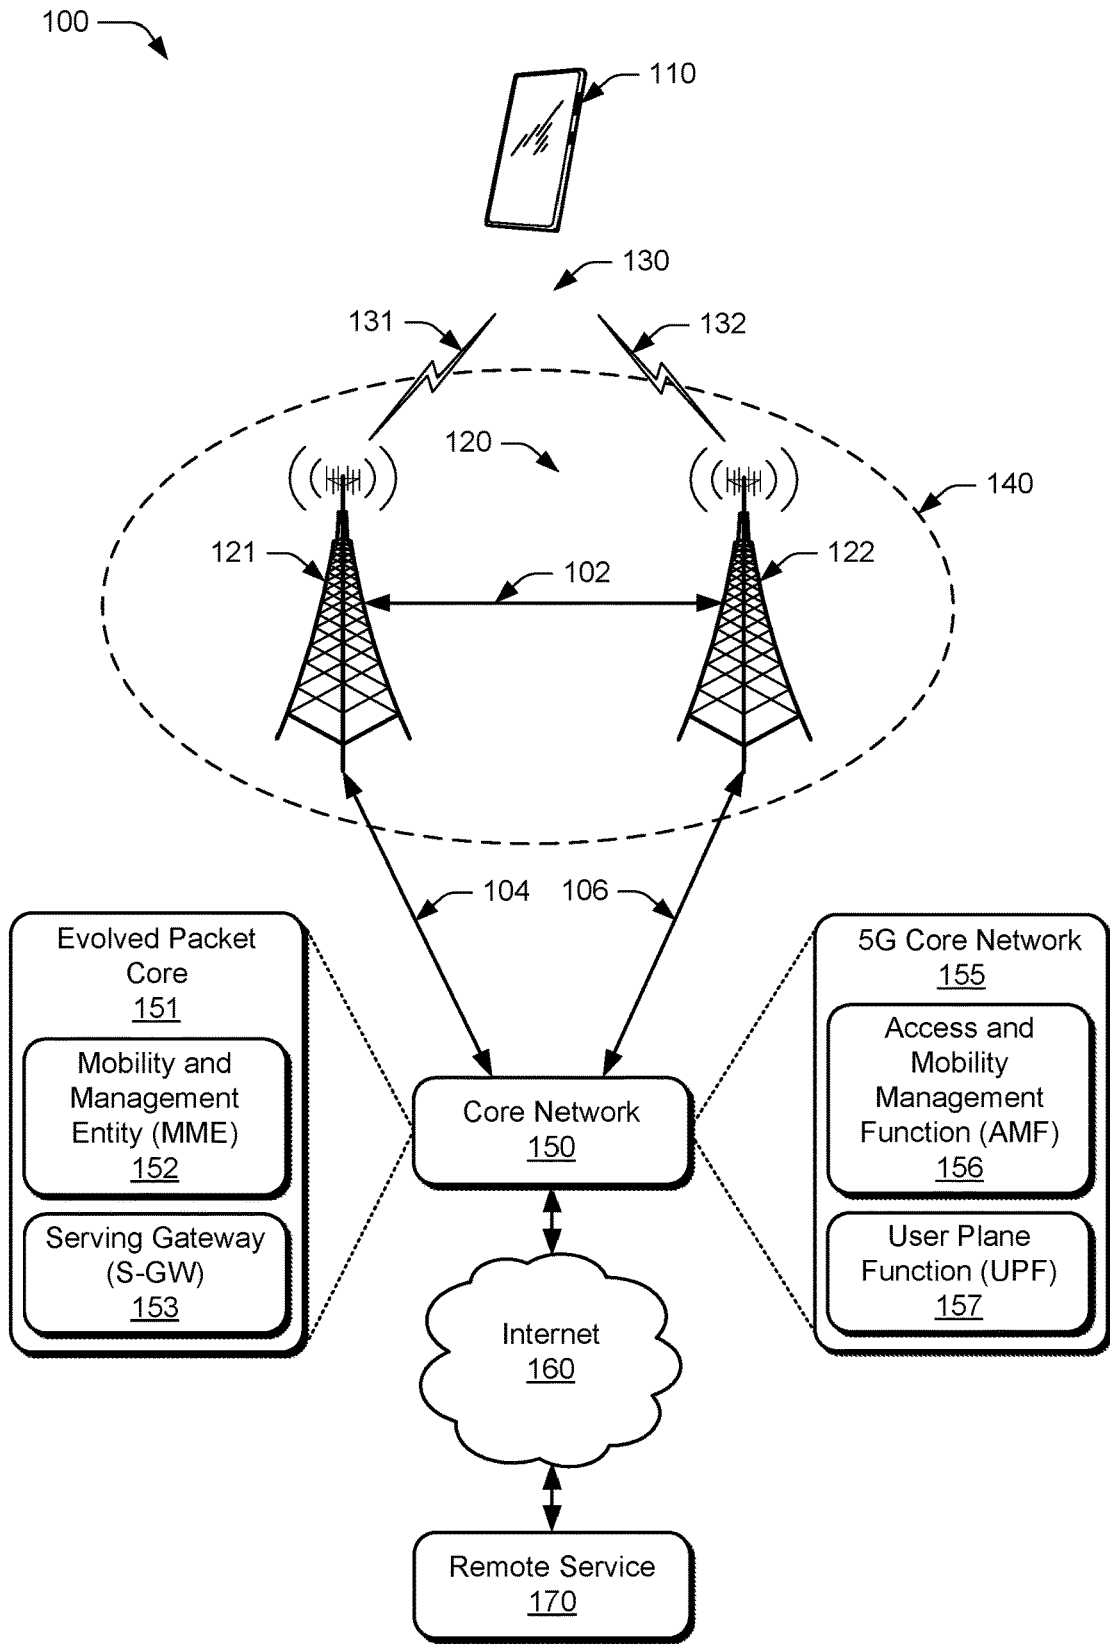 100
110
130
131
132
120
140
121
122
102
104
106
Evolved Packet
Core
151
Mobility and
Management
Entity (MME)
152
Serving Gateway
(S-GW)
153
Core Network
150
5G Core Network
155
Access and
Mobility
Management
Function (AMF)
156
User Plane
Function (UPF)
157
Internet
160
Remote Service
170